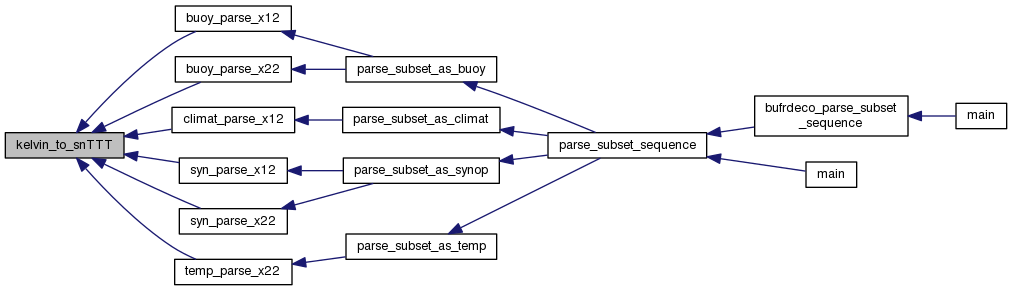 kelvin_to_snTTT
buoy_parse_x12
buoy_parse_x22
climat_parse_x12
syn_parse_x12
syn_parse_x22
temp_parse_x22
parse_subset_as_buoy
parse_subset_as_climat
parse_subset_as_synop
parse_subset_as_temp
parse_subset_sequence
bufrdeco_parse_subset
_sequence
main
main